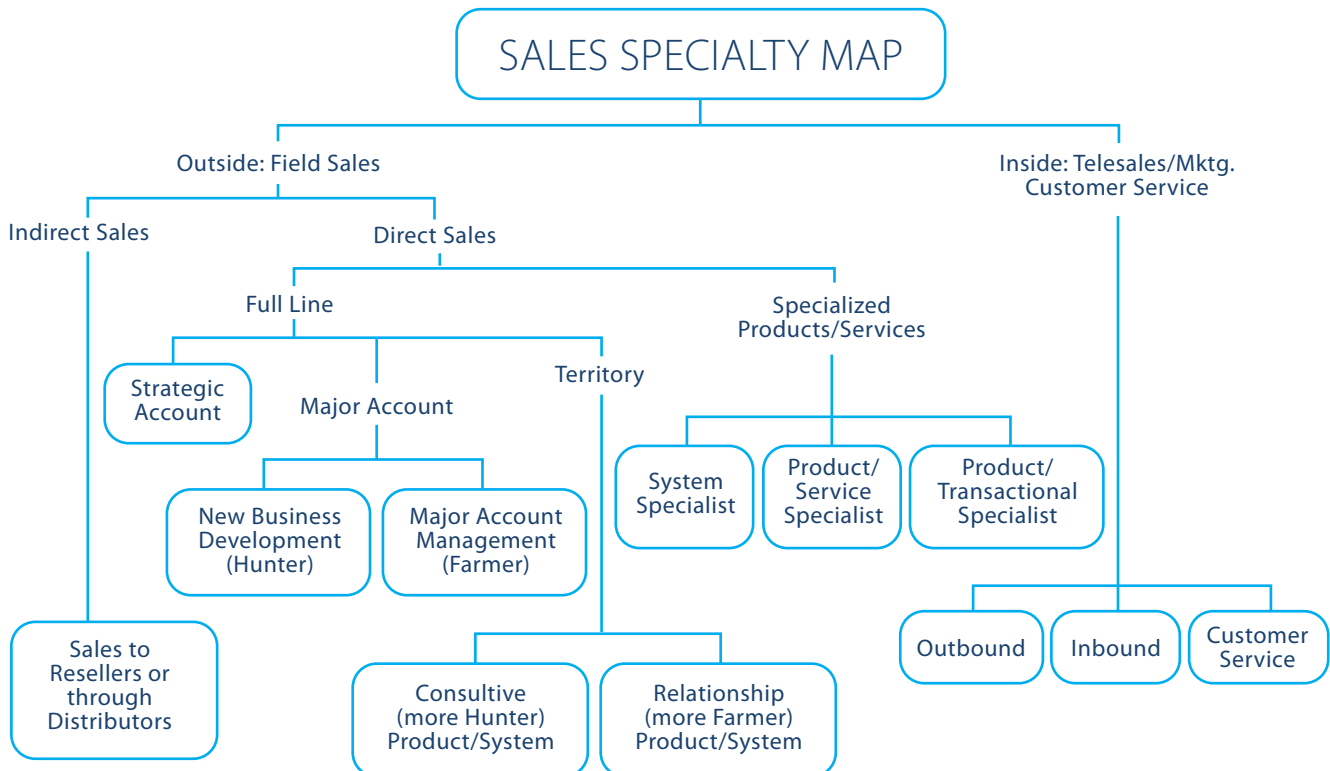 SALES SPECIALTY MAP
Outside: Field Sales
Inside: Telesales/Mktg.
Customer Service
Indirect Sales
Direct Sales
Full Line
Specialized
Products/Services
Strategic
Account
Major Account
Territory
System
Specialist
Product/
Service
Specialist
Product/
Transactional
Specialist
New Business
Development
(Hunter)
Major Account
Management
(Farmer)
Sales to
Resellers or
through
Distributors
Consultive
(more Hunter)
Product/System
Relationship
(more Farmer)
Product/System
Outbound
Inbound
Customer
Service